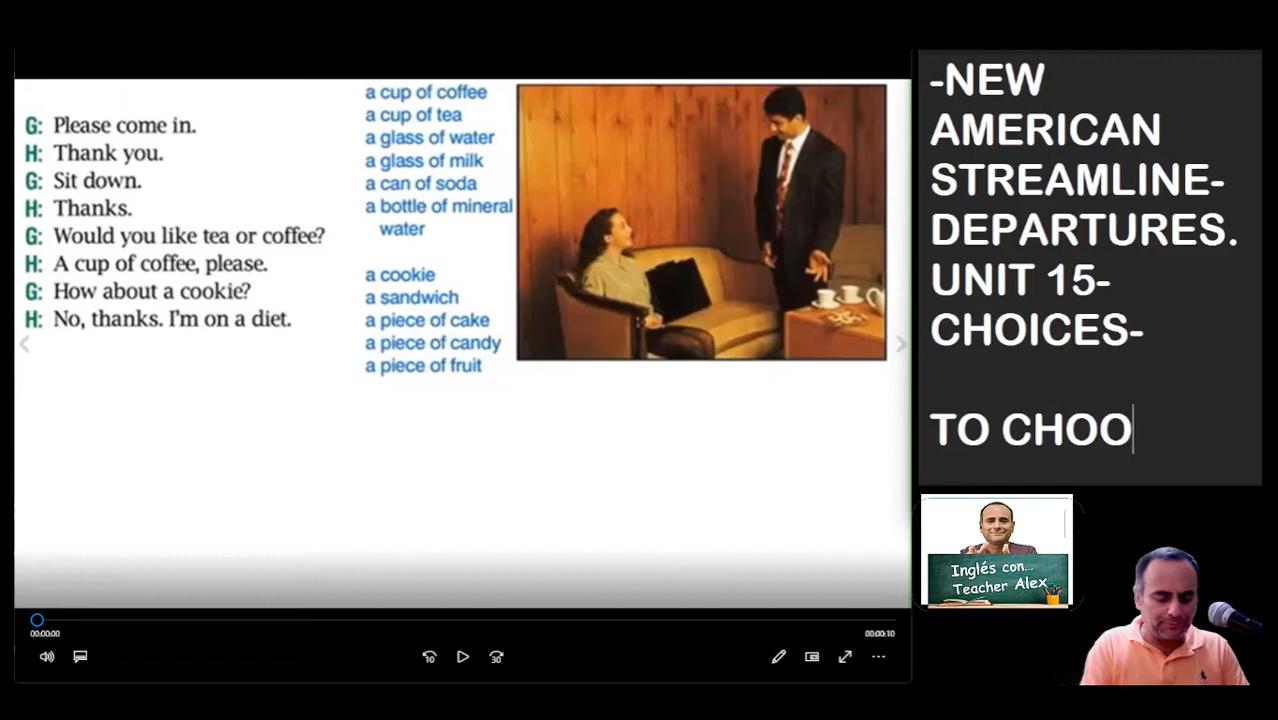 G: Please come in.
H: Thank you.
G: Sit down.
H: Thanks.
G: Would you like tea or coffee?
H: A cup of coffee, please.
G: How about a cookie?
H: No, thanks. I'm on a diet.
a cup of coffee
a cup of tea
a glass of water
a glass of milk
a can of soda
a bottle of mineral
water
a cookie
a sandwich
a piece of cake
a piece of candy
a piece of fruit
-NEW
AMERICAN
STREAMLINE-
DEPARTURES.
UNIT 15-
CHOICES-
TO CHOO
Inglés con...
Teacher Alex
00:00:00
00:00:10
10
30